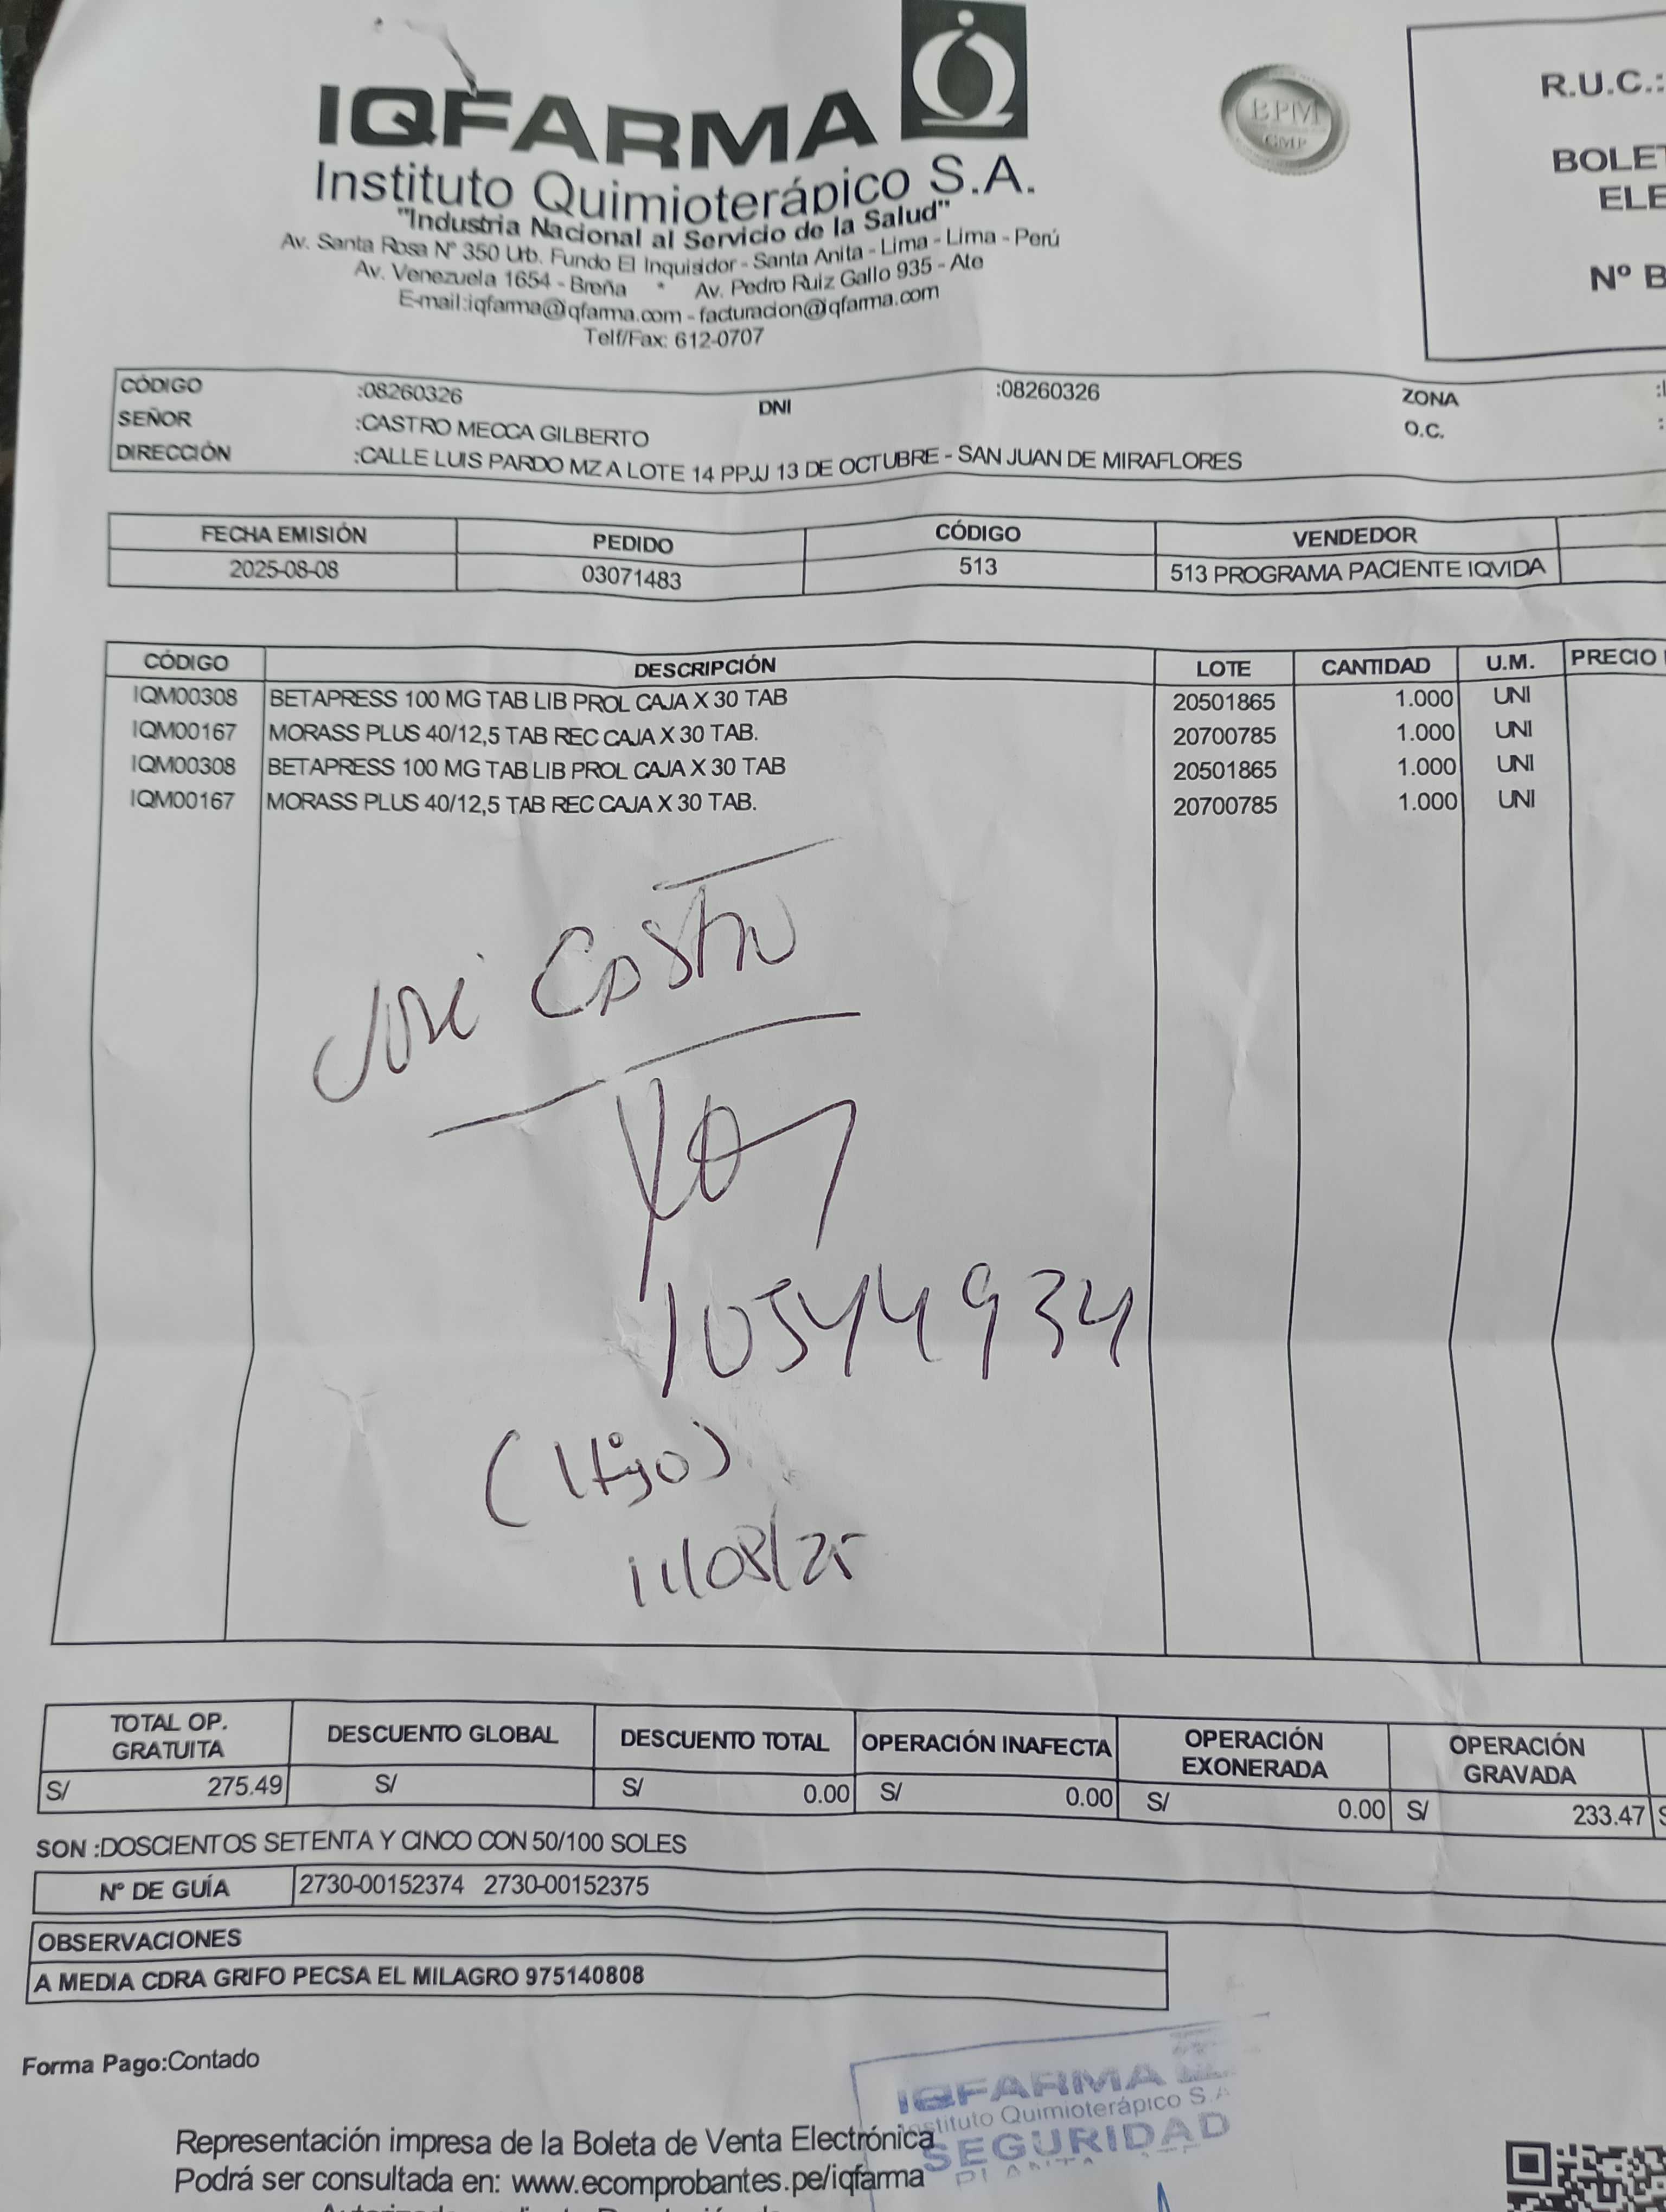 IQFARMA
Instituto Quimioterápico S.A.
"Industria Nacional al Servicio de la Salud"
Av. Santa Rosa Nº 350 Urb. Fundo El Inquisidor - Santa Anita - Lima - Lima - Perú
Av. Venezuela 1654 - Breña * Av. Pedro Ruiz Gallo 935 - Ate
E-mail:iqfarma@iqfarma.com - facturacion@iqfarma.com
Telf/Fax: 612-0707
BPM
GMP
R.U.C.:
BOLET
ELE
Nº B
CÓDIGO :08260326 DNI :08260326 ZONA
SEÑOR :CASTRO MECCA GILBERTO O.C. :
DIRECCIÓN :CALLE LUIS PARDO MZ A LOTE 14 PPJJ 13 DE OCTUBRE - SAN JUAN DE MIRAFLORES
FECHA EMISIÓN PEDIDO CÓDIGO VENDEDOR
2025-08-08 03071483 513 513 PROGRAMA PACIENTE IQVIDA
CÓDIGO DESCRIPCIÓN LOTE CANTIDAD U.M. PRECIO
IQM00308 BETAPRESS 100 MG TAB LIB PROL CAJA X 30 TAB 20501865 1.000 UNI
IQM00167 MORASS PLUS 40/12,5 TAB REC CAJA X 30 TAB. 20700785 1.000 UNI
IQM00308 BETAPRESS 100 MG TAB LIB PROL CAJA X 30 TAB 20501865 1.000 UNI
IQM00167 MORASS PLUS 40/12,5 TAB REC CAJA X 30 TAB. 20700785 1.000 UNI
José Castro
10544934
(Hijo)
11/08/25
TOTAL OP. GRATUITA DESCUENTO GLOBAL DESCUENTO TOTAL OPERACIÓN INAFECTA OPERACIÓN EXONERADA OPERACIÓN GRAVADA
S/ 275.49 S/ S/ 0.00 S/ 0.00 S/ 0.00 S/ 233.47 S
SON :DOSCIENTOS SETENTA Y CINCO CON 50/100 SOLES
Nº DE GUÍA 2730-00152374 2730-00152375
OBSERVACIONES
A MEDIA CDRA GRIFO PECSA EL MILAGRO 975140808
Forma Pago:Contado
IQFARMA
Instituto Quimioterápico S.A
SEGURIDAD
PLANTA
Representación impresa de la Boleta de Venta Electrónica
Podrá ser consultada en: www.ecomprobantes.pe/iqfarma